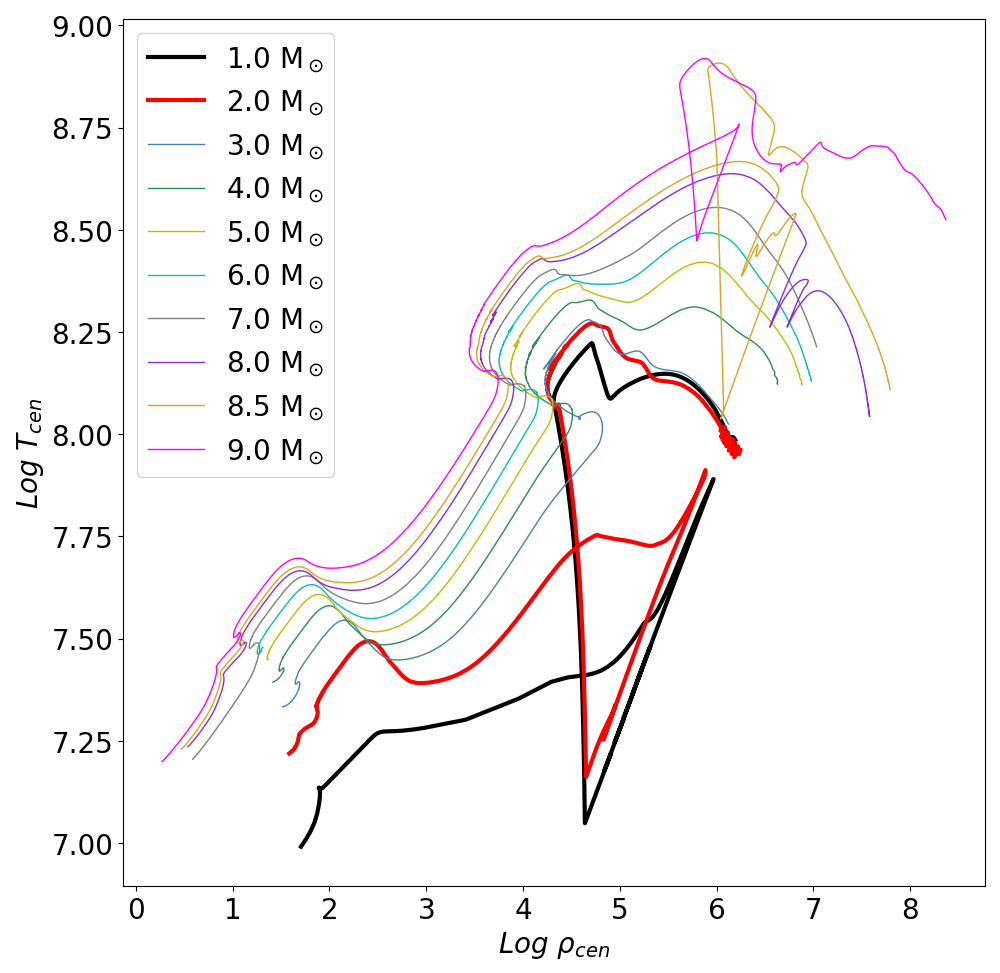 9.00
8.75
8.50
8.25
8.00
7.75
7.50
7.25
7.00
Log T_cen
1.0 M⊙
2.0 M⊙
3.0 M⊙
4.0 M⊙
5.0 M⊙
6.0 M⊙
7.0 M⊙
8.0 M⊙
8.5 M⊙
9.0 M⊙
0 1 2 3 4 5 6 7 8
Log ρ_cen